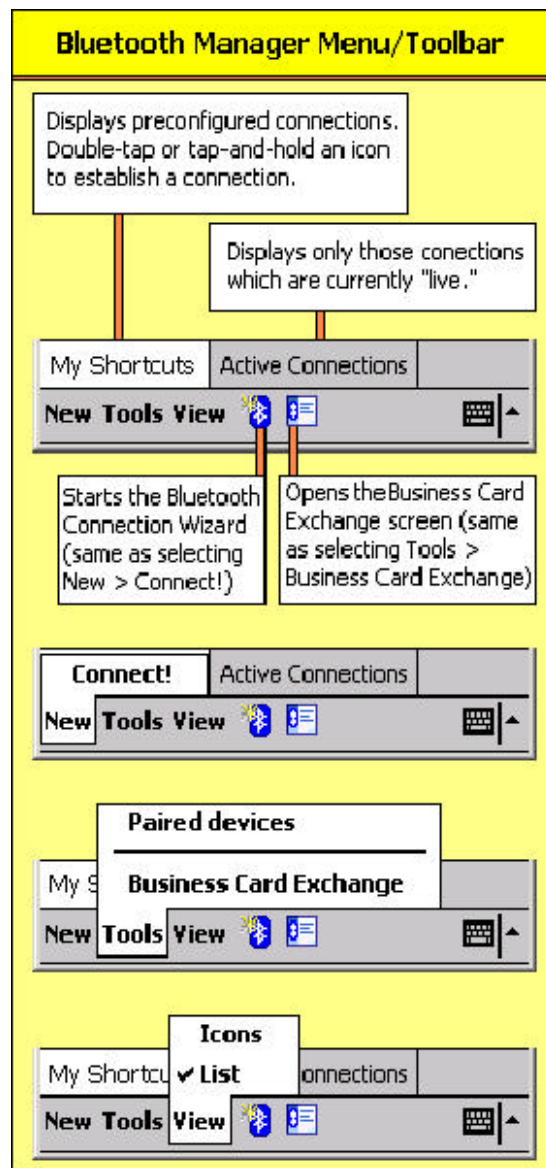 Bluetooth Manager Menu/Toolbar
Displays preconfigured connections.
Double-tap or tap-and-hold an icon
to establish a connection.
Displays only those conections
which are currently "live."
My Shortcuts Active Connections
New Tools View
Starts the Bluetooth
Connection Wizard
(same as selecting
New > Connect!)
Opens the Business Card
Exchange screen (same
as selecting Tools >
Business Card Exchange)
Connect! Active Connections
New Tools View
Paired devices
My S Business Card Exchange
New Tools View
Icons
My Shortcu List onnections
New Tools View